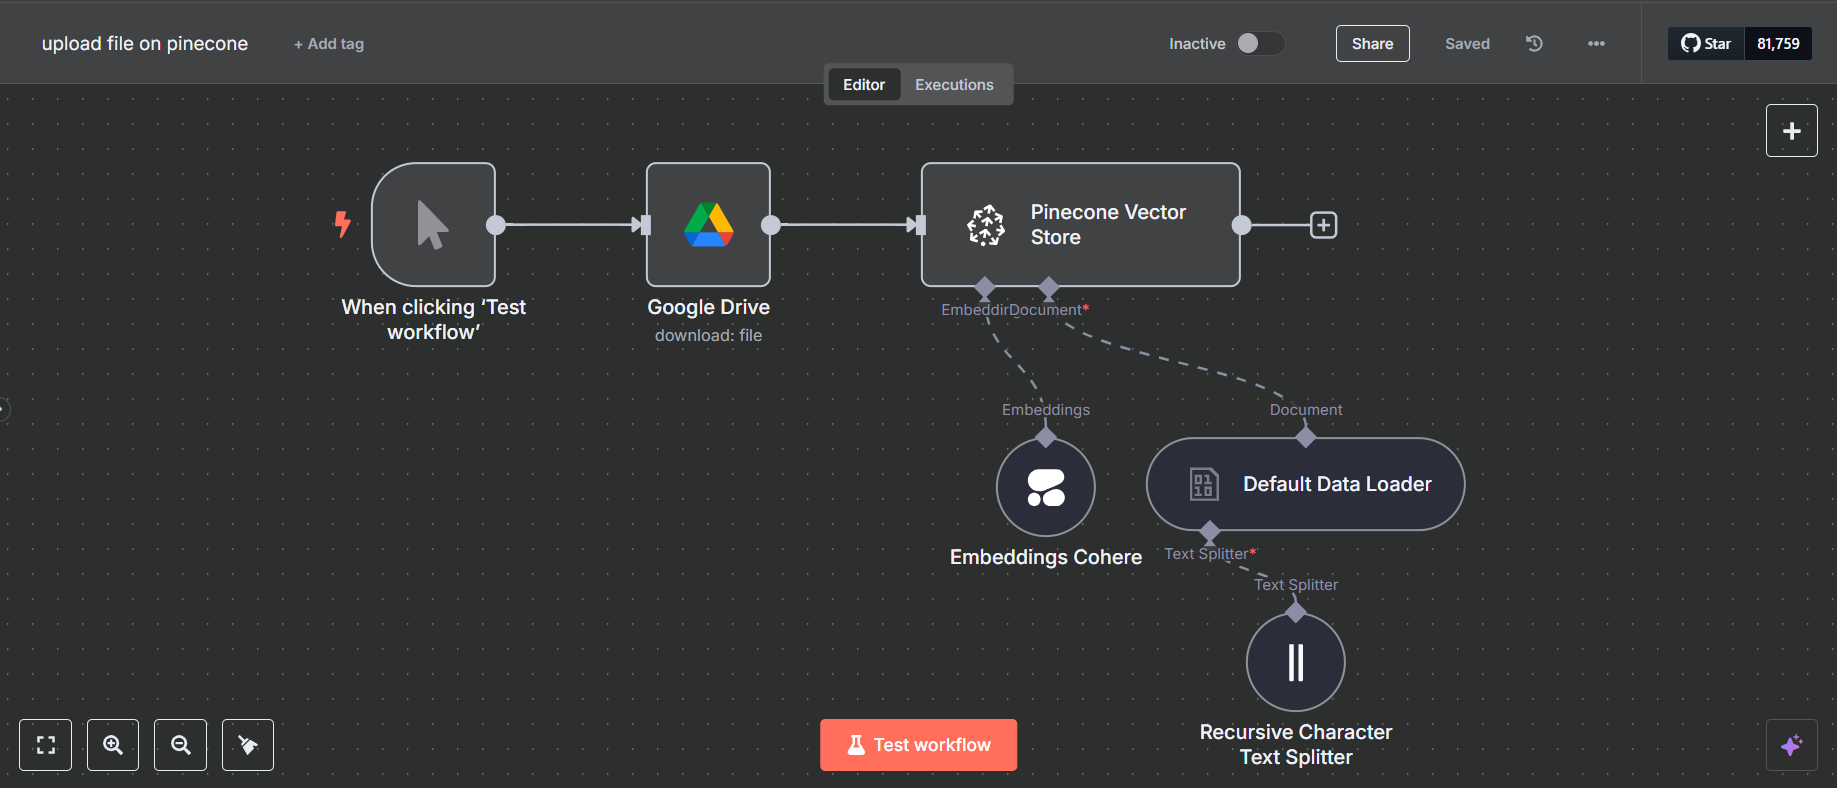 upload file on pinecone
+ Add tag
Inactive
Share
Saved
Star
81,759
Editor
Executions
When clicking ‘Test
workflow’
Google Drive
download: file
Pinecone Vector
Store
Document*
Embeddings
Document
Embeddings Cohere
Default Data Loader
Text Splitter*
Text Splitter
Recursive Character
Text Splitter
Test workflow